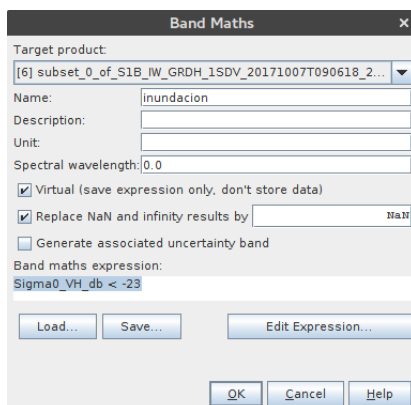 Band Maths ×
Target product:
[6] subset_0_of_S1B_IW_GRDH_1SDV_20171007T090618_2...
Name: inundacion
Description:
Unit:
Spectral wavelength: 0.0
Virtual (save expression only, don't store data)
Replace NaN and infinity results by NaN
Generate associated uncertainty band
Band maths expression:
Sigma0_VH_db < -23
Load... Save... Edit Expression...
OK Cancel Help